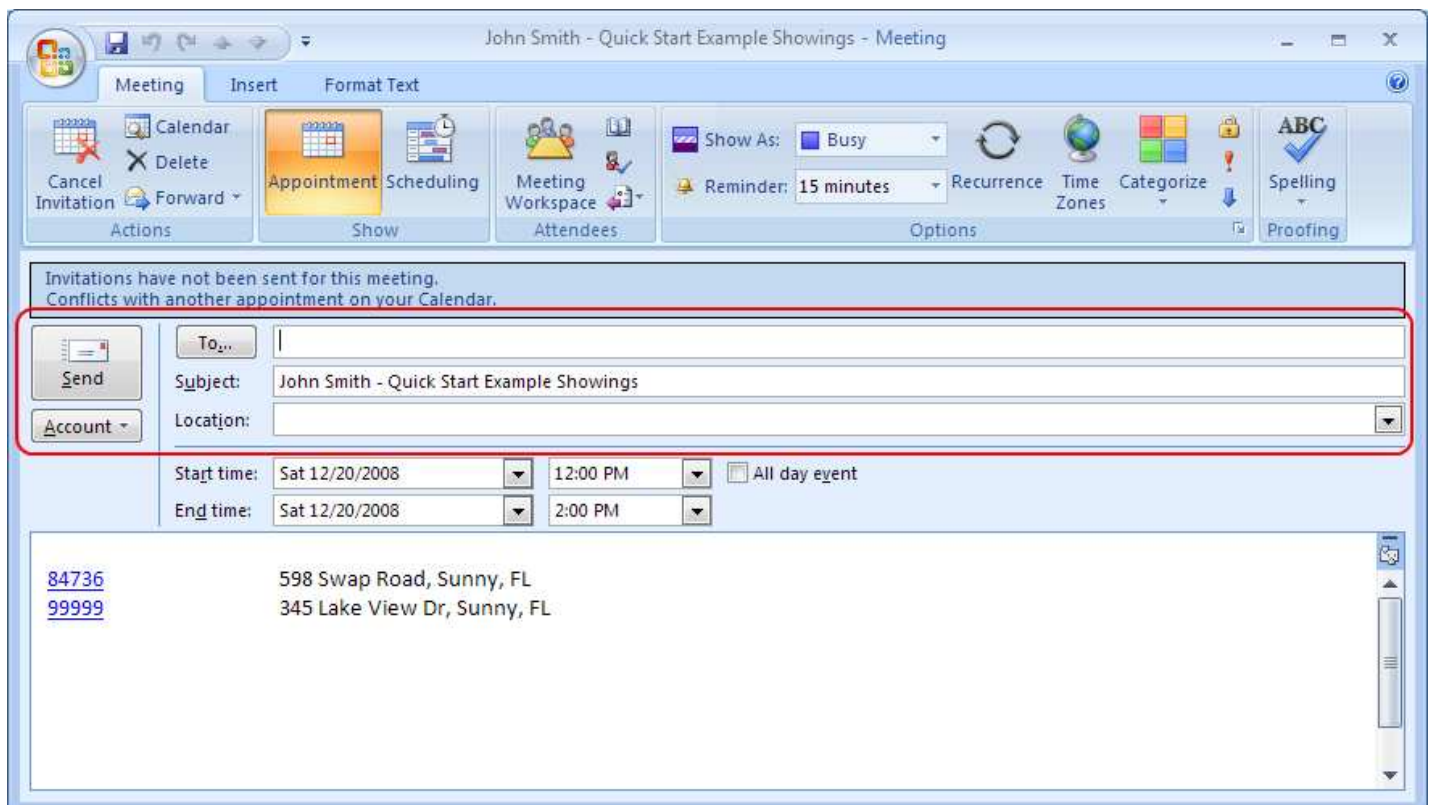 John Smith - Quick Start Example Showings - Meeting
Meeting Insert Format Text
Cancel Invitation
Calendar
Delete
Forward
Actions
Appointment Scheduling
Show
Meeting Workspace
Attendees
Show As: Busy
Reminder: 15 minutes
Recurrence
Time Zones
Categorize
Options
ABC
Spelling
Proofing
Invitations have not been sent for this meeting.
Conflicts with another appointment on your Calendar.
Send
Account
To...
Subject: John Smith - Quick Start Example Showings
Location:
Start time: Sat 12/20/2008 12:00 PM All day event
End time: Sat 12/20/2008 2:00 PM
84736 598 Swap Road, Sunny, FL
99999 345 Lake View Dr, Sunny, FL